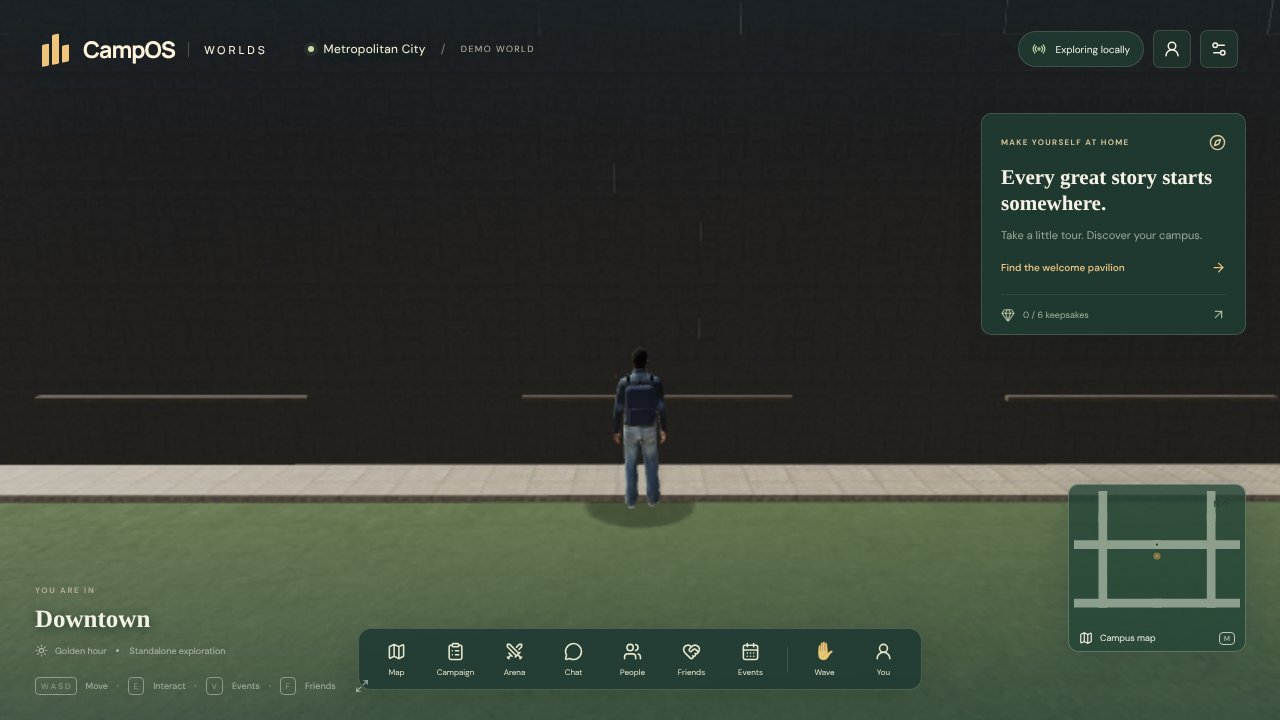 CampOS
WORLDS
Metropolitan City / DEMO WORLD
Exploring locally
MAKE YOURSELF AT HOME
Every great story starts
somewhere.
Take a little tour. Discover your campus.
Find the welcome pavilion
0 / 6 keepsakes
Campus map
M
YOU ARE IN
Downtown
Golden hour • Standalone exploration
WASD Move · E Interact · V Events · F Friends
Map
Campaign
Arena
Chat
People
Friends
Events
Wave
You